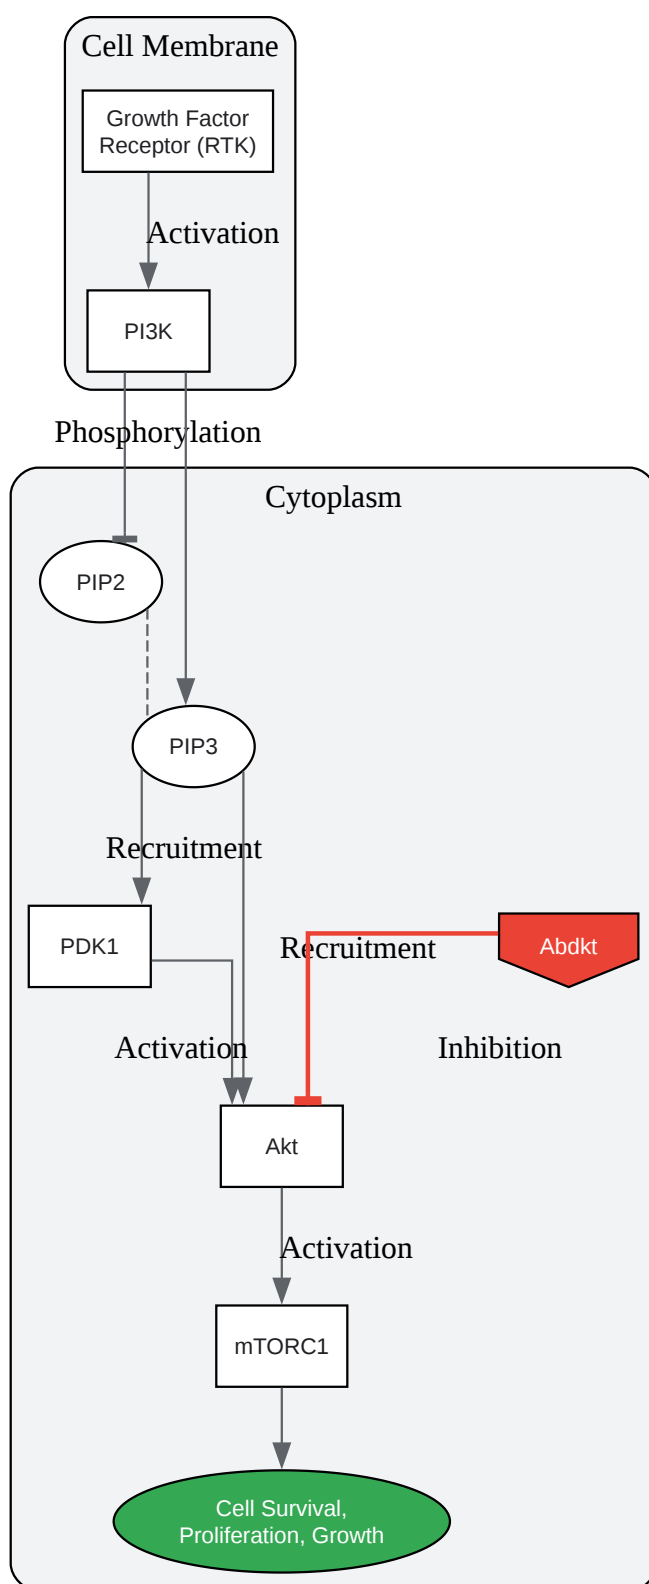 Cell Membrane
Growth Factor
Receptor (RTK)
Activation
PI3K
Phosphorylation
Cytoplasm
PIP2
PIP3
Recruitment
PDK1
Recruitment
Abdkt
Activation
Inhibition
Akt
Activation
mTORC1
Cell Survival,
Proliferation, Growth